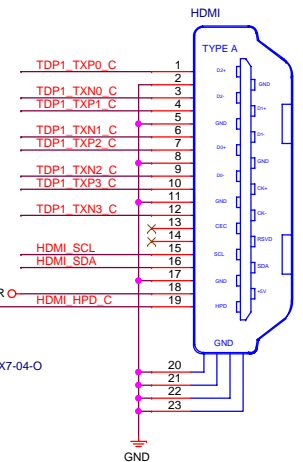 HDMI
TYPE A
TDP1_TXP0_C 1 D2+
2 GND
TDP1_TXN0_C 3 D2-
TDP1_TXP1_C 4 D1+
5 GND
TDP1_TXN1_C 6 D1-
TDP1_TXP2_C 7 D0+
8 GND
TDP1_TXN2_C 9 D0-
TDP1_TXP3_C 10 CK+
11 GND
TDP1_TXN3_C 12 CK-
13 CEC
14 RSVD
HDMI_SCL 15 SCL
HDMI_SDA 16 SDA
17 GND
R 18 +5V
HDMI_HPD_C 19 HPD
GND
X7-04-O
20
21
22
23
GND